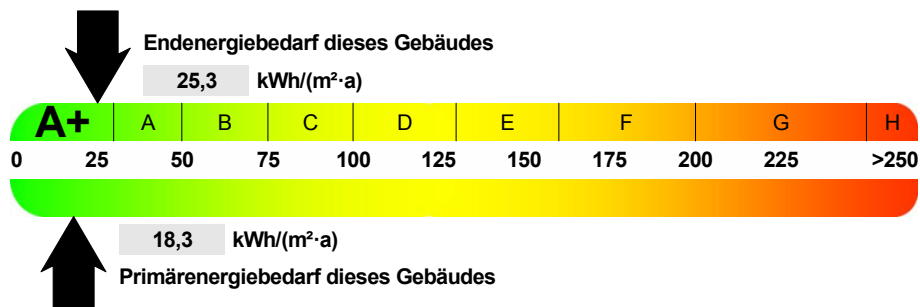 Endenergiebedarf dieses Gebäudes
25,3 kWh/(m²·a)
A+ A B C D E F G H
0 25 50 75 100 125 150 175 200 225 >250
18,3 kWh/(m²·a)
Primärenergiebedarf dieses Gebäudes